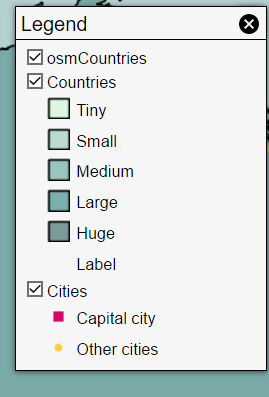 Legend
osmCountries
Countries
Tiny
Small
Medium
Large
Huge
Label
Cities
Capital city
Other cities